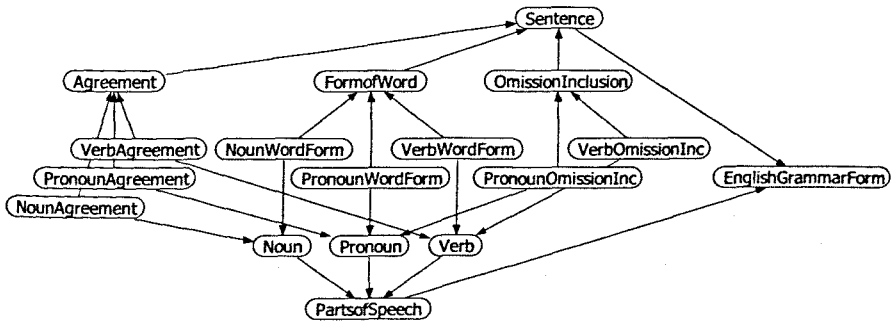 Sentence
Agreement
FormofWord
OmissionInclusion
VerbAgreement
NounWordForm
VerbWordForm
VerbOmissionInc
PronounAgreement
PronounWordForm
PronounOmissionInc
EnglishGrammarForm
NounAgreement
Noun
Pronoun
Verb
PartsofSpeech